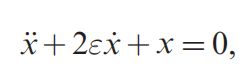 ẍ + 2εẋ + x = 0,